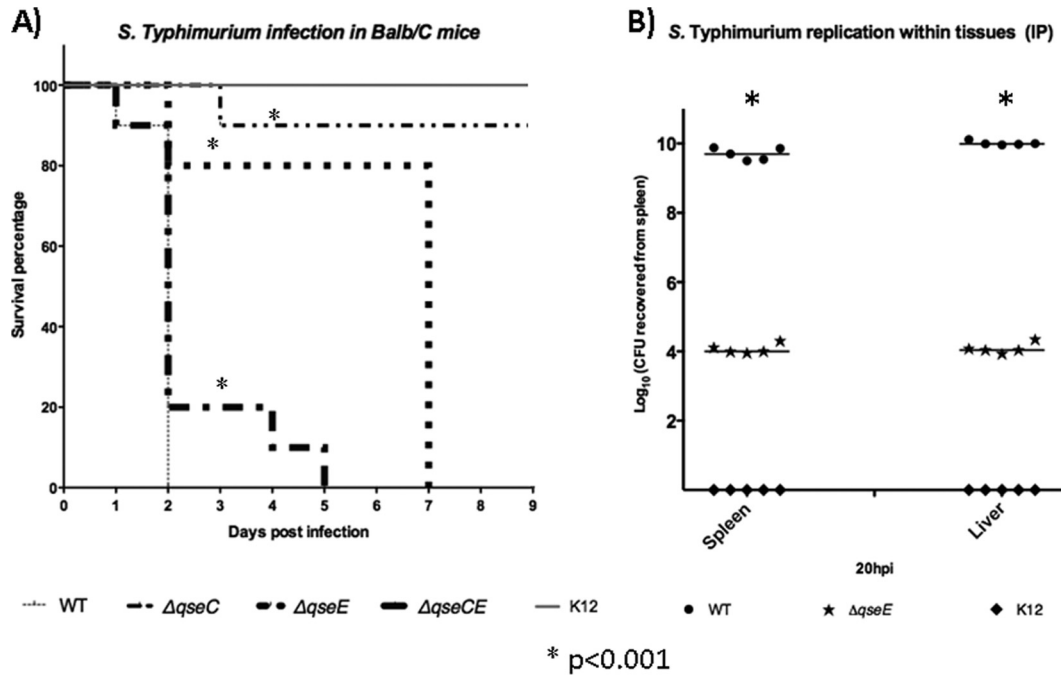 A)
S. Typhimurium infection in Balb/C mice
Survival percentage
100
80
60
40
20
0
*
*
*
0 1 2 3 4 5 6 7 8 9
Days post infection
WT ΔqseC ΔqseE ΔqseCE K12
B)
S. Typhimurium replication within tissues (IP)
Log10 (CFU recovered from spleen)
* *
10
8
6
4
2
Spleen Liver
20hpi
WT ΔqseE K12
* p<0.001